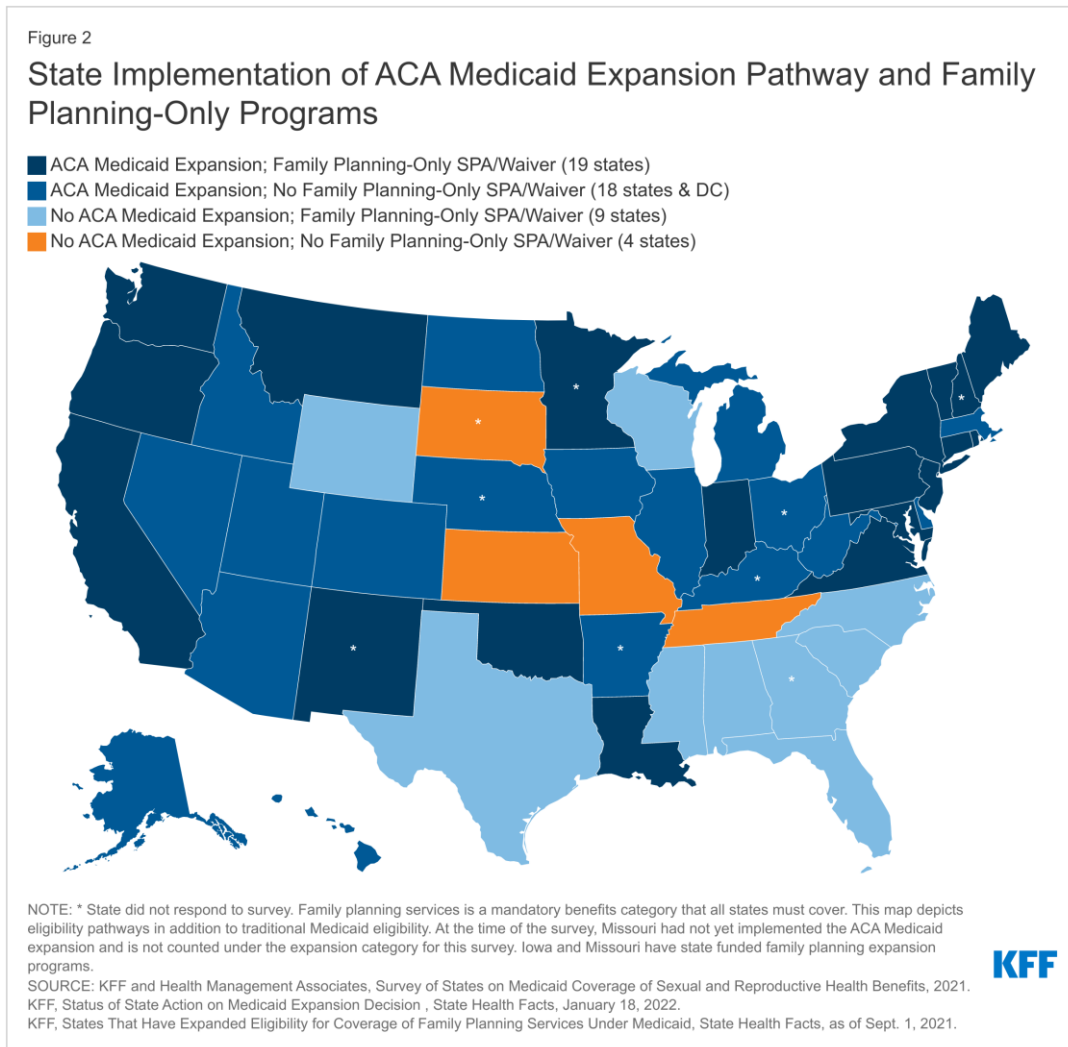 Figure 2
State Implementation of ACA Medicaid Expansion Pathway and Family
Planning-Only Programs
ACA Medicaid Expansion; Family Planning-Only SPA/Waiver (19 states)
ACA Medicaid Expansion; No Family Planning-Only SPA/Waiver (18 states & DC)
No ACA Medicaid Expansion; Family Planning-Only SPA/Waiver (9 states)
No ACA Medicaid Expansion; No Family Planning-Only SPA/Waiver (4 states)
*
*
*
*
*
*
*
*
*
NOTE: * State did not respond to survey. Family planning services is a mandatory benefits category that all states must cover. This map depicts
eligibility pathways in addition to traditional Medicaid eligibility. At the time of the survey, Missouri had not yet implemented the ACA Medicaid
expansion and is not counted under the expansion category for this survey. Iowa and Missouri have state funded family planning expansion
programs.
SOURCE: KFF and Health Management Associates, Survey of States on Medicaid Coverage of Sexual and Reproductive Health Benefits, 2021.
KFF, Status of State Action on Medicaid Expansion Decision , State Health Facts, January 18, 2022.
KFF, States That Have Expanded Eligibility for Coverage of Family Planning Services Under Medicaid, State Health Facts, as of Sept. 1, 2021.
KFF